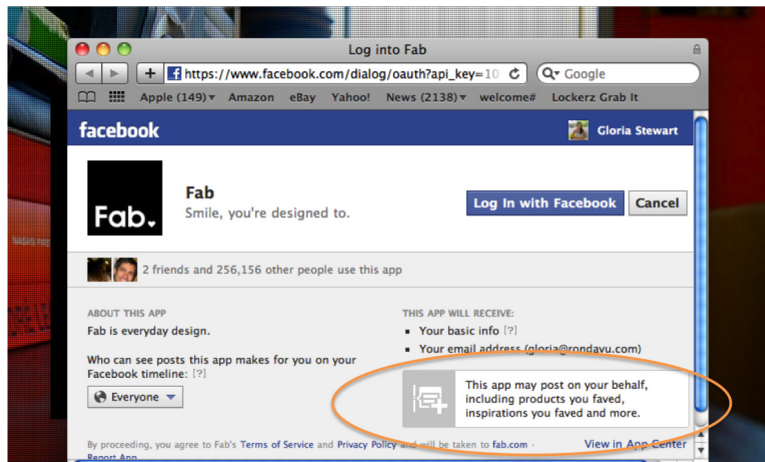 Log into Fab
https://www.facebook.com/dialog/oauth?api_key=10
Google
Apple (149) Amazon eBay Yahoo! News (2138) welcome# Lockerz Grab It
facebook
Gloria Stewart
Fab.
Fab
Smile, you're designed to.
Log In with Facebook
Cancel
2 friends and 256,156 other people use this app
ABOUT THIS APP
Fab is everyday design.
Who can see posts this app makes for you on your
Facebook timeline: [?]
Everyone
THIS APP WILL RECEIVE:
Your basic info [?]
Your email address (gloria@rondavu.com)
This app may post on your behalf,
including products you faved,
inspirations you faved and more.
By proceeding, you agree to Fab's Terms of Service and Privacy Policy and will be taken to fab.com ·
Report App
View in App Center